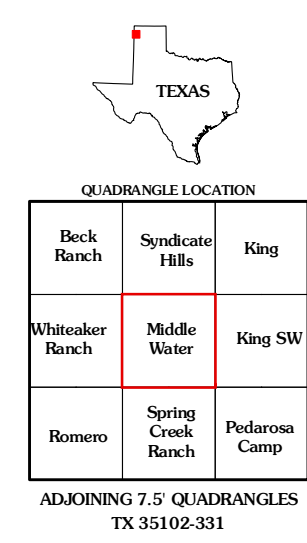 TEXAS
QUADRANGLE LOCATION
Beck
Ranch
Syndicate
Hills
King
Whiteaker
Ranch
Middle
Water
King SW
Romero
Spring
Creek
Ranch
Pedarosa
Camp
ADJOINING 7.5' QUADRANGLES
TX 35102-331